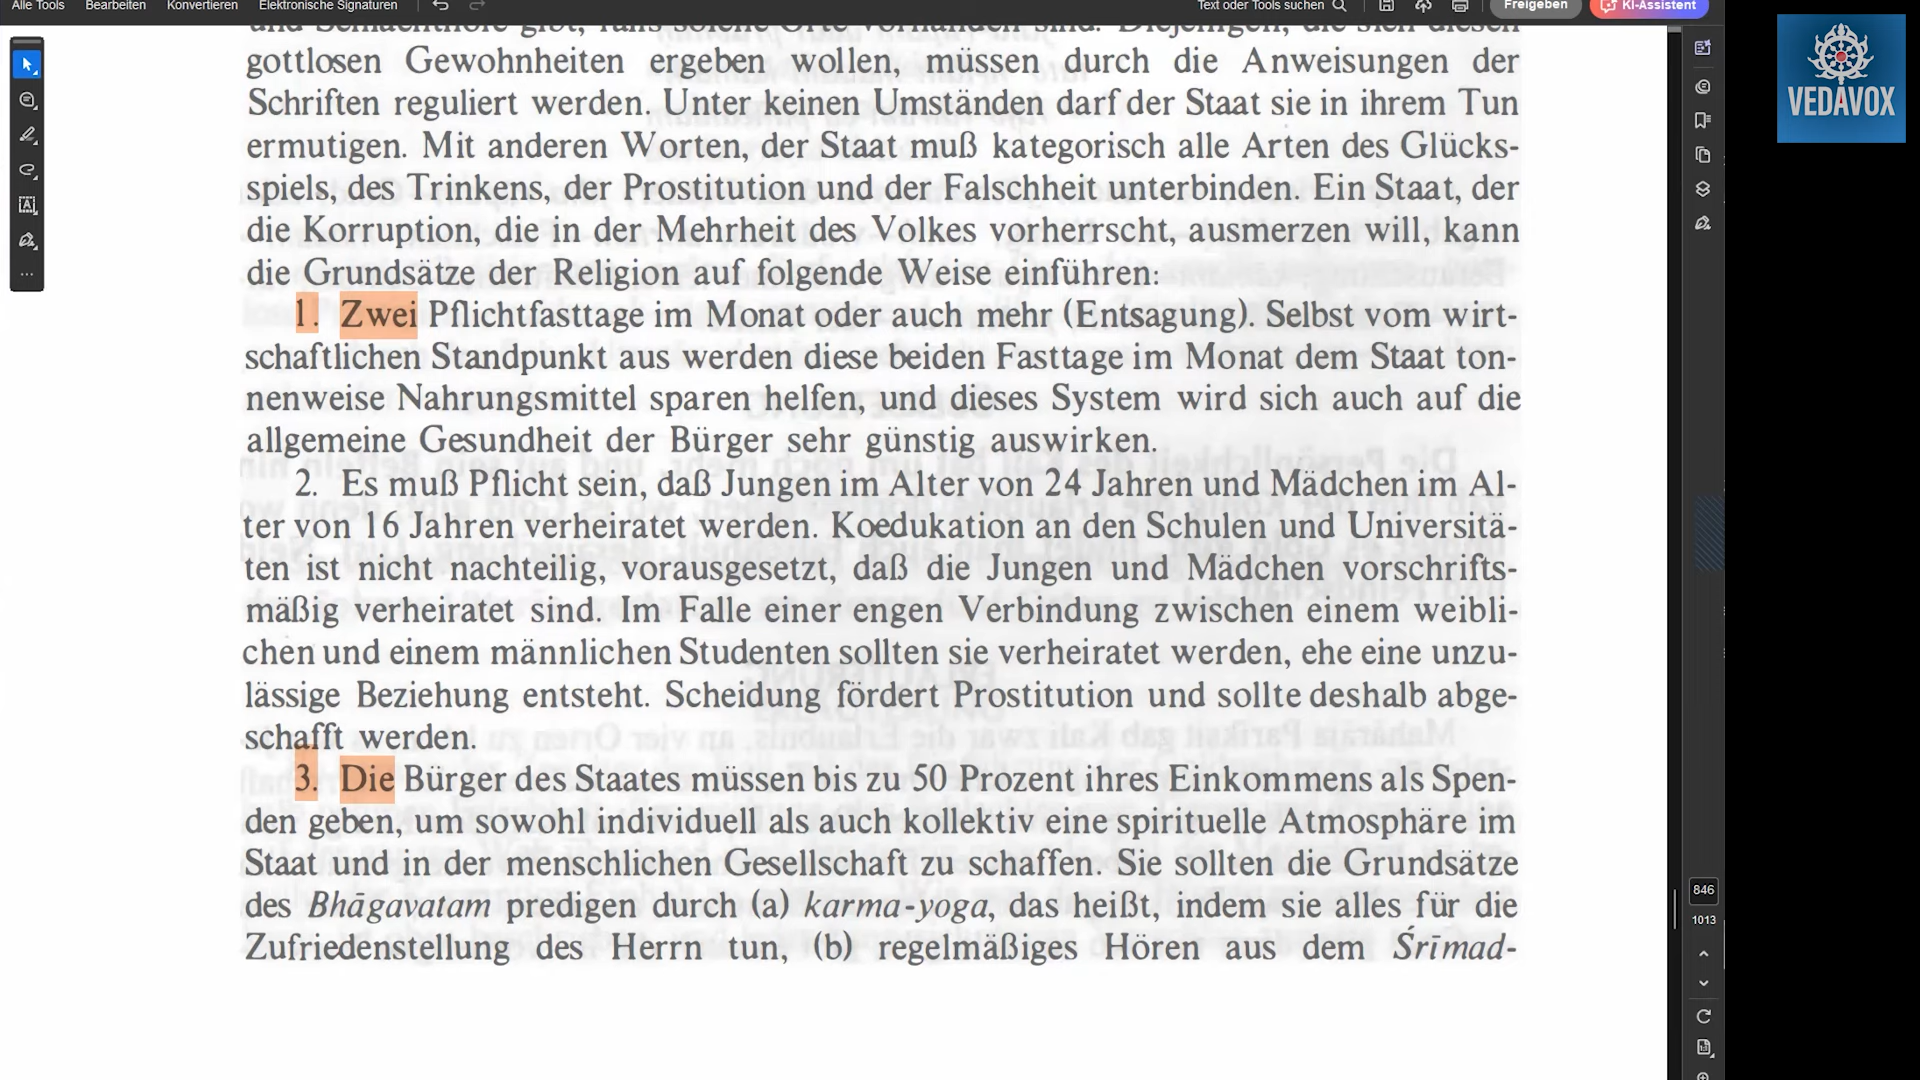 Alle Tools Bearbeiten Konvertieren Elektronische Signaturen Text oder Tools suchen Freigeben KI-Assistent
VEDAVOX
gottlosen Gewohnheiten ergeben wollen, müssen durch die Anweisungen der
Schriften reguliert werden. Unter keinen Umständen darf der Staat sie in ihrem Tun
ermutigen. Mit anderen Worten, der Staat muß kategorisch alle Arten des Glücks-
spiels, des Trinkens, der Prostitution und der Falschheit unterbinden. Ein Staat, der
die Korruption, die in der Mehrheit des Volkes vorherrscht, ausmerzen will, kann
die Grundsätze der Religion auf folgende Weise einführen:
1. Zwei Pflichtfasttage im Monat oder auch mehr (Entsagung). Selbst vom wirt-
schaftlichen Standpunkt aus werden diese beiden Fasttage im Monat dem Staat ton-
nenweise Nahrungsmittel sparen helfen, und dieses System wird sich auch auf die
allgemeine Gesundheit der Bürger sehr günstig auswirken.
2. Es muß Pflicht sein, daß Jungen im Alter von 24 Jahren und Mädchen im Al-
ter von 16 Jahren verheiratet werden. Koedukation an den Schulen und Universitä-
ten ist nicht nachteilig, vorausgesetzt, daß die Jungen und Mädchen vorschrifts-
mäßig verheiratet sind. Im Falle einer engen Verbindung zwischen einem weibli-
chen und einem männlichen Studenten sollten sie verheiratet werden, ehe eine unzu-
lässige Beziehung entsteht. Scheidung fördert Prostitution und sollte deshalb abge-
schafft werden.
3. Die Bürger des Staates müssen bis zu 50 Prozent ihres Einkommens als Spen-
den geben, um sowohl individuell als auch kollektiv eine spirituelle Atmosphäre im
Staat und in der menschlichen Gesellschaft zu schaffen. Sie sollten die Grundsätze
des Bhāgavatam predigen durch (a) karma-yoga, das heißt, indem sie alles für die
Zufriedenstellung des Herrn tun, (b) regelmäßiges Hören aus dem Śrīmad-
846
1013